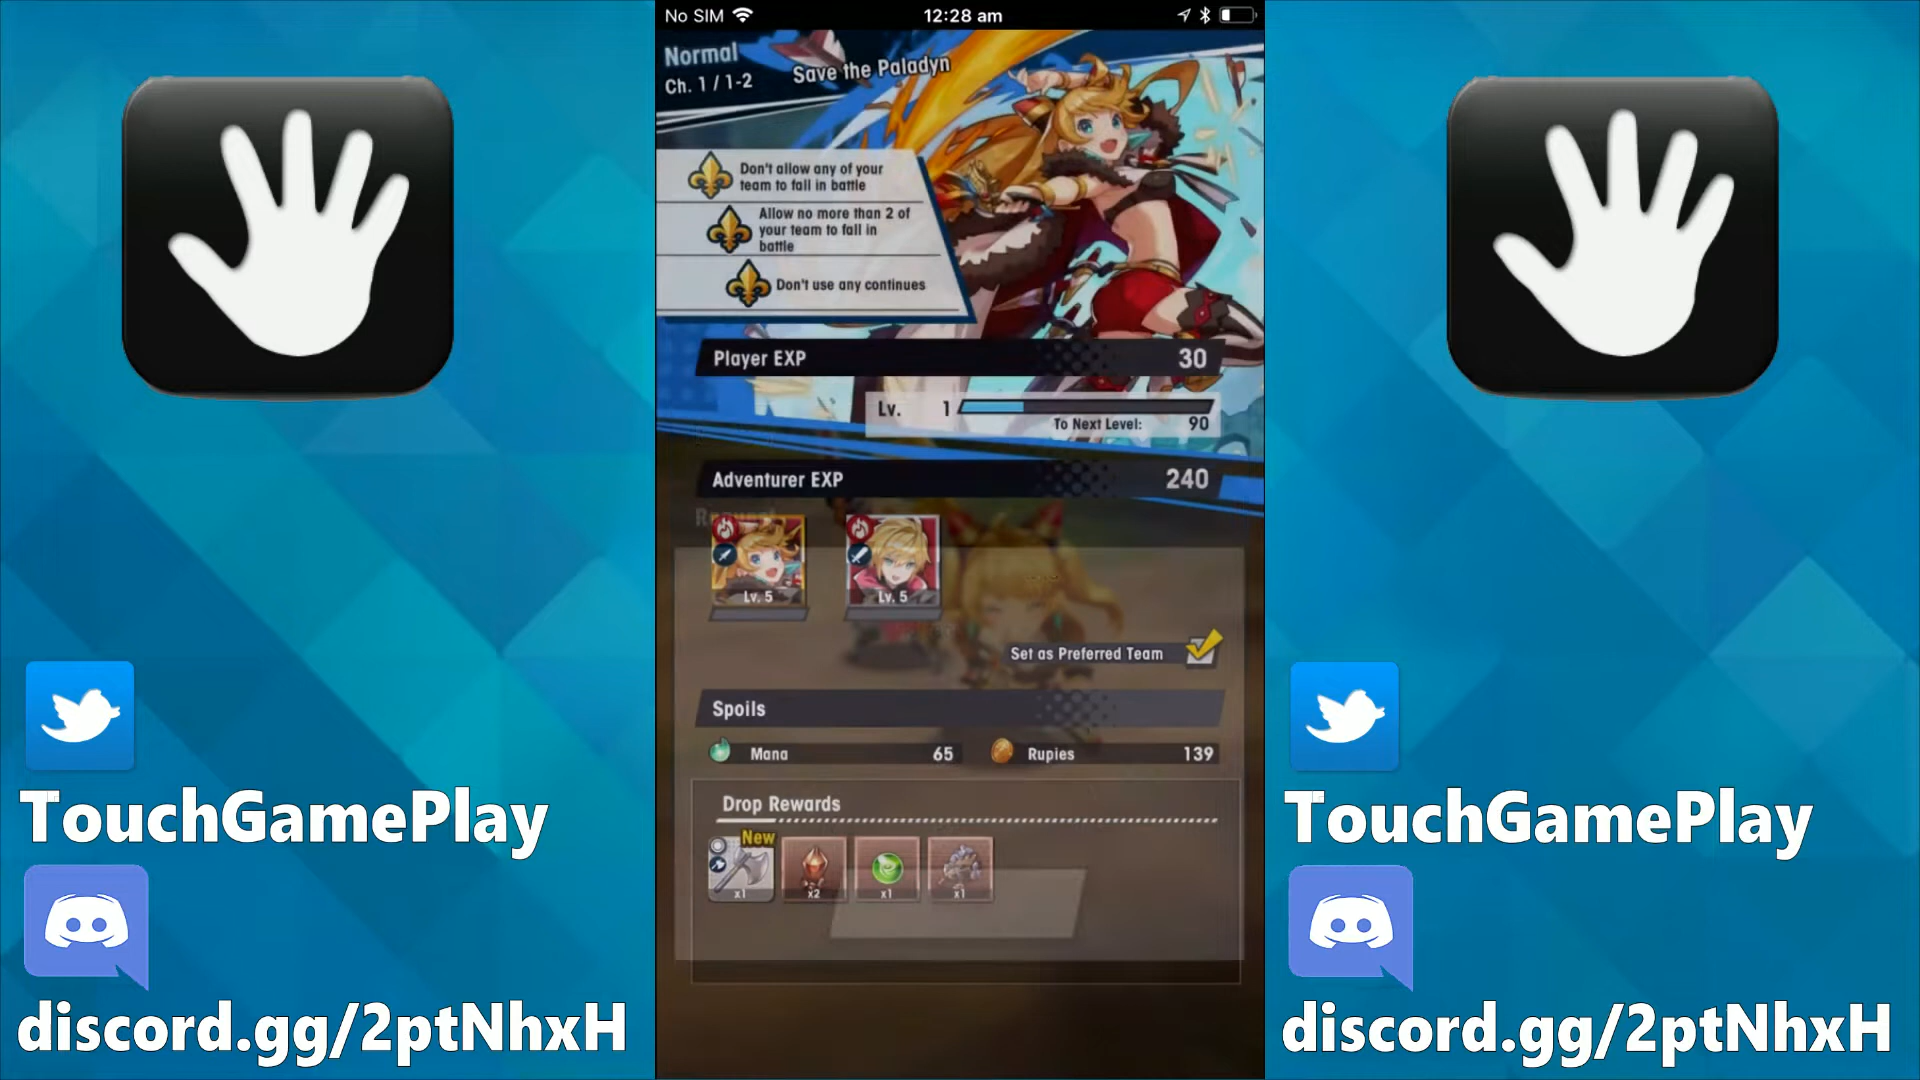 No SIM
12:28 am
Normal
Ch. 1 / 1-2
Save the Paladyn
Don't allow any of your
team to fall in battle
Allow no more than 2 of
your team to fall in
battle
Don't use any continues
Player EXP 30
Lv. 1
To Next Level: 90
Adventurer EXP 240
Request
Lv. 5
Lv. 5
Set as Preferred Team
Spoils
Mana 65
Rupies 139
Drop Rewards
New
x1
x2
x1
x1
TouchGamePlay
discord.gg/2ptNhxH
TouchGamePlay
discord.gg/2ptNhxH